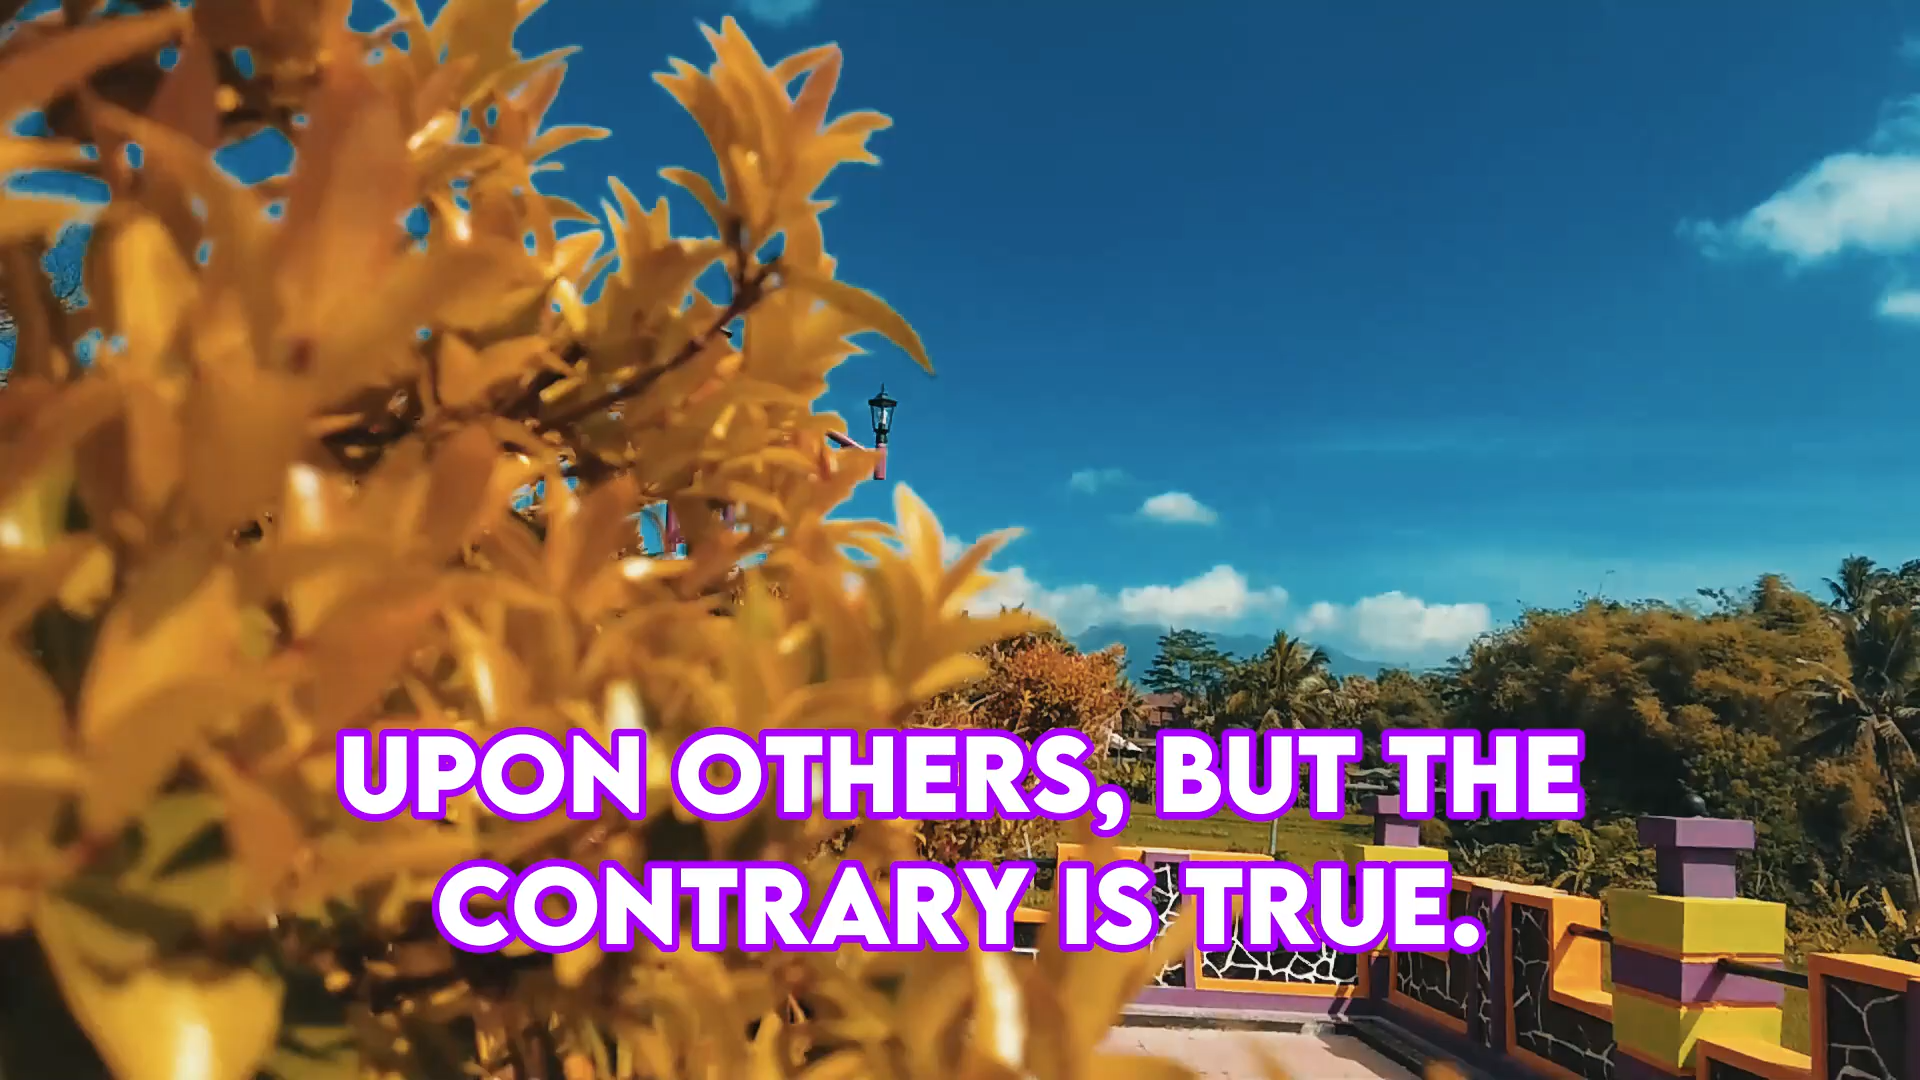 UPON OTHERS, BUT THE
CONTRARY IS TRUE.